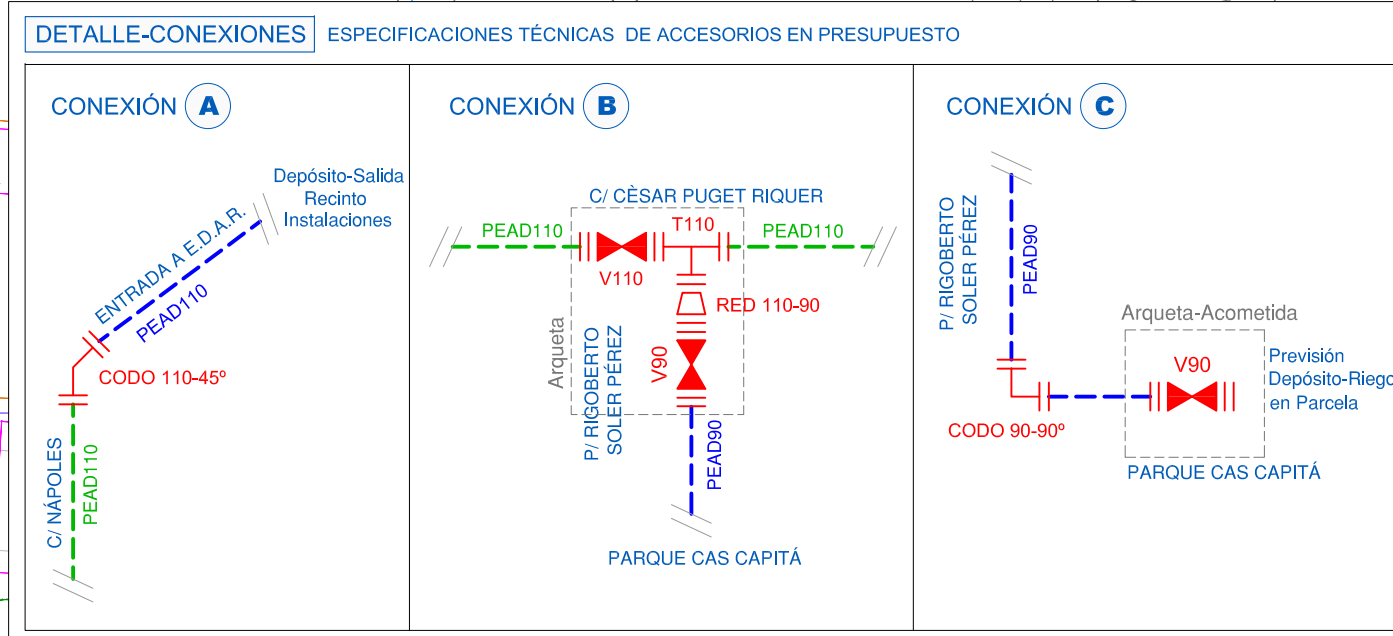 DETALLE-CONEXIONES ESPECIFICACIONES TÉCNICAS DE ACCESORIOS EN PRESUPUESTO
CONEXIÓN A
Depósito-Salida
Recinto
Instalaciones
ENTRADA A E.D.A.R.
PEAD110
CODO 110-45º
C/ NÁPOLES
PEAD110
CONEXIÓN B
C/ CÈSAR PUGET RIQUER
PEAD110
T110
PEAD110
V110
RED 110-90
Arqueta
P/ RIGOBERTO
SOLER PÉREZ
V90
PEAD90
PARQUE CAS CAPITÁ
CONEXIÓN C
P/ RIGOBERTO
SOLER PÉREZ
PEAD90
Arqueta-Acometida
V90
Previsión
Depósito-Riego
en Parcela
CODO 90-90º
PARQUE CAS CAPITÁ